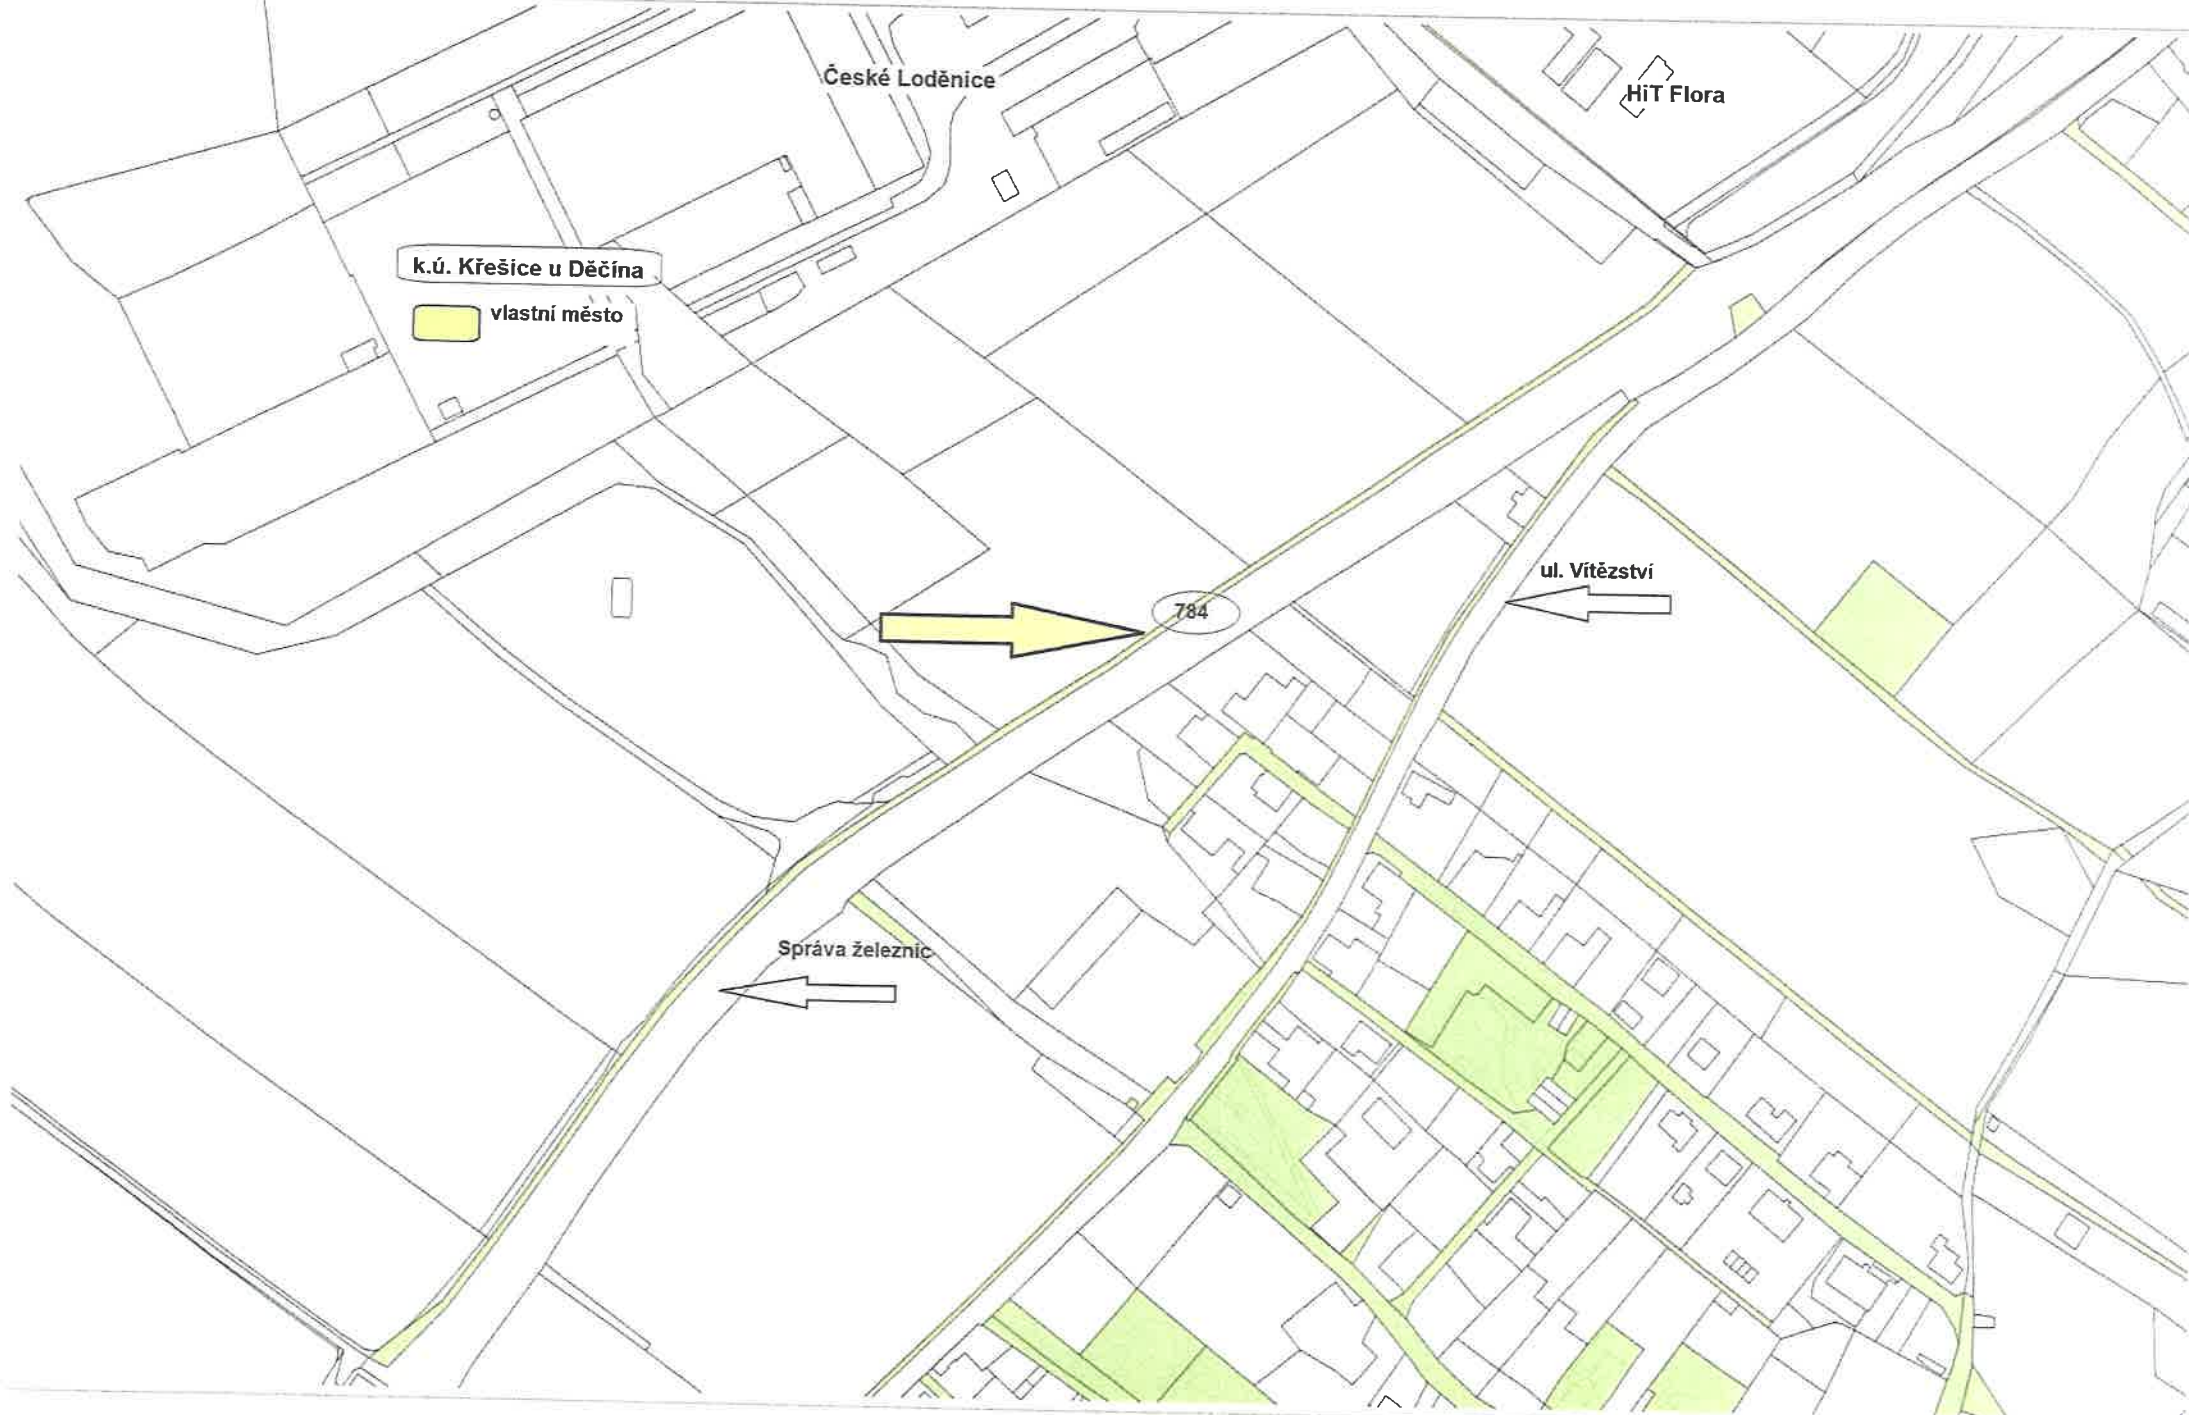 České Loděnice
HiT Flora
k.ú. Křešice u Děčína
vlastní město
ul. Vítězství
784
Správa železnic